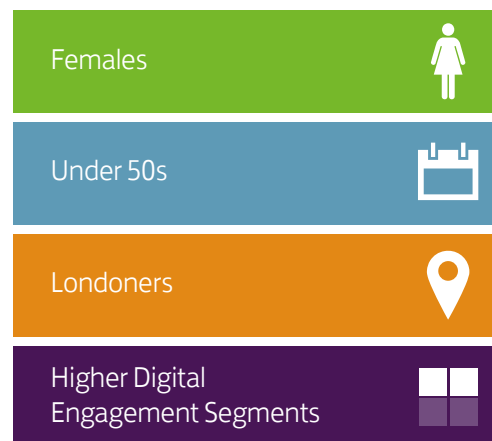 Females
Under 50s
Londoners
Higher Digital
Engagement Segments